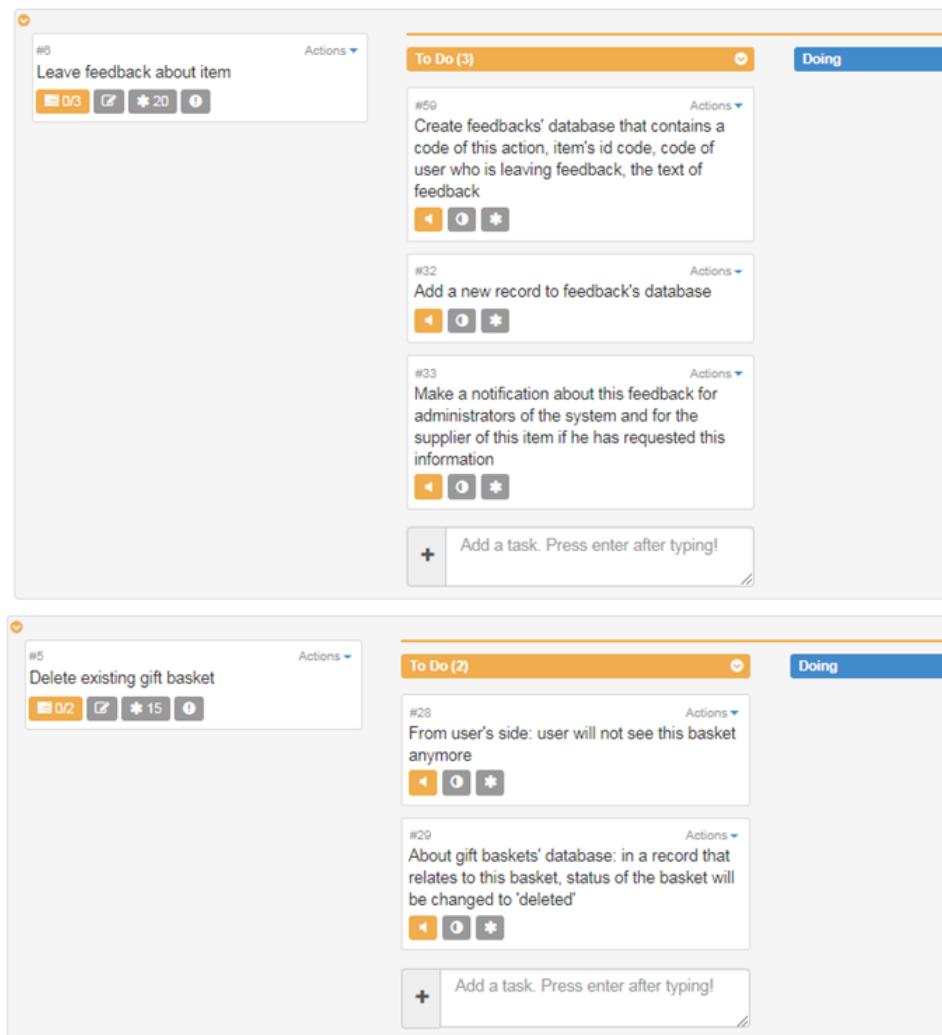 #6 Actions
Leave feedback about item
0/3 20
To Do (3)
Doing
#59 Actions
Create feedbacks' database that contains a
code of this action, item's id code, code of
user who is leaving feedback, the text of
feedback
#32 Actions
Add a new record to feedback's database
#33 Actions
Make a notification about this feedback for
administrators of the system and for the
supplier of this item if he has requested this
information
+ Add a task. Press enter after typing!
#5 Actions
Delete existing gift basket
0/2 15
To Do (2)
Doing
#28 Actions
From user's side: user will not see this basket
anymore
#29 Actions
About gift baskets' database: in a record that
relates to this basket, status of the basket will
be changed to 'deleted'
+ Add a task. Press enter after typing!